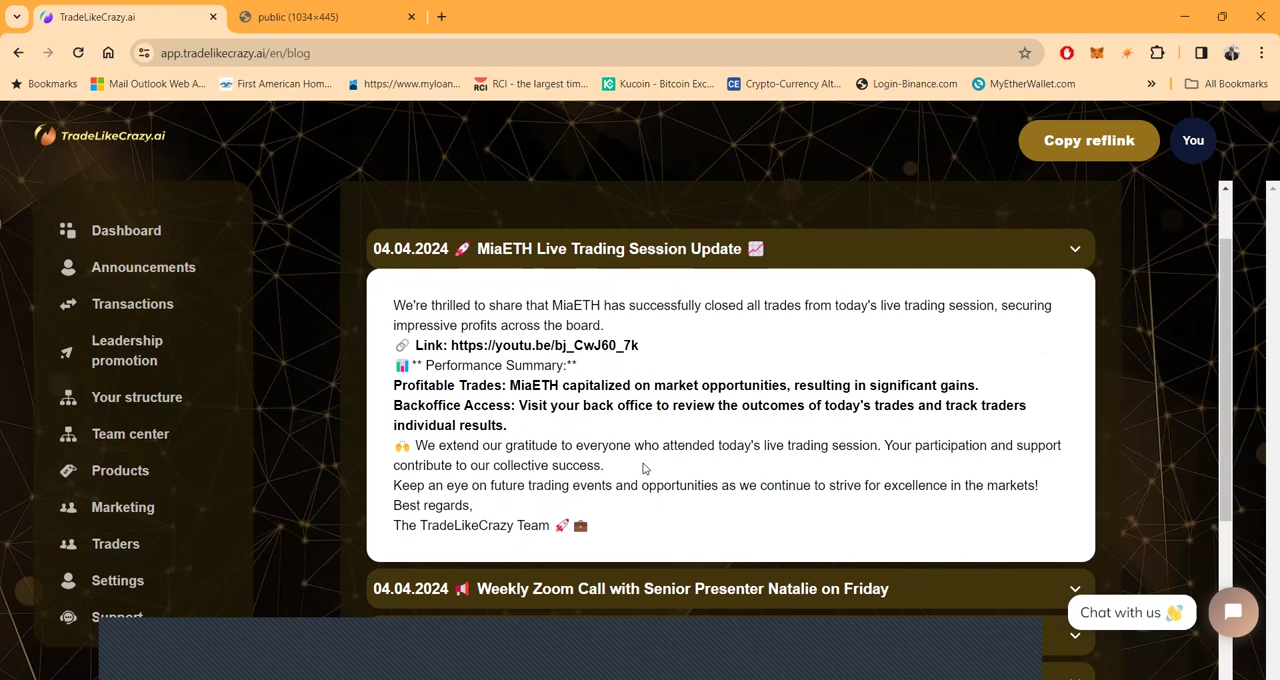 TradeLikeCrazy.ai
public (1034×445)
app.tradelikecrazy.ai/en/blog
Bookmarks
Mail Outlook Web A...
First American Hom...
https://www.myloan...
RCI - the largest tim...
Kucoin - Bitcoin Exc...
Crypto-Currency Alt...
Login-Binance.com
MyEtherWallet.com
»
All Bookmarks
TRADELIKECRAZY.AI
Copy reflink
You
Dashboard
Announcements
Transactions
Leadership
promotion
Your structure
Team center
Products
Marketing
Traders
Settings
Support
04.04.2024 🚀 MiaETH Live Trading Session Update 📈
We're thrilled to share that MiaETH has successfully closed all trades from today's live trading session, securing
impressive profits across the board.
🔗 Link: https://youtu.be/bj_CwJ60_7k
📊** Performance Summary:**
Profitable Trades: MiaETH capitalized on market opportunities, resulting in significant gains.
Backoffice Access: Visit your back office to review the outcomes of today's trades and track traders
individual results.
🙌 We extend our gratitude to everyone who attended today's live trading session. Your participation and support
contribute to our collective success.
Keep an eye on future trading events and opportunities as we continue to strive for excellence in the markets!
Best regards,
The TradeLikeCrazy Team 🚀 💼
04.04.2024 📢 Weekly Zoom Call with Senior Presenter Natalie on Friday
Chat with us 👋